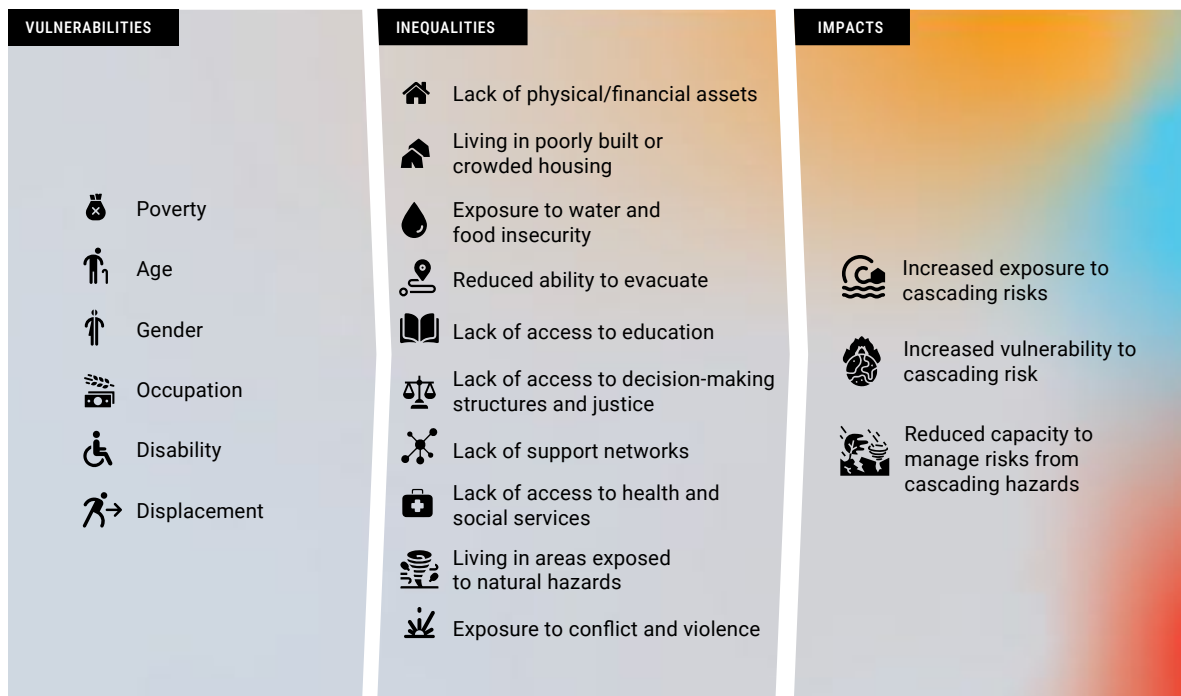 VULNERABILITIES
Poverty
Age
Gender
Occupation
Disability
Displacement
INEQUALITIES
Lack of physical/financial assets
Living in poorly built or
crowded housing
Exposure to water and
food insecurity
Reduced ability to evacuate
Lack of access to education
Lack of access to decision-making
structures and justice
Lack of support networks
Lack of access to health and
social services
Living in areas exposed
to natural hazards
Exposure to conflict and violence
IMPACTS
Increased exposure to
cascading risks
Increased vulnerability to
cascading risk
Reduced capacity to
manage risks from
cascading hazards